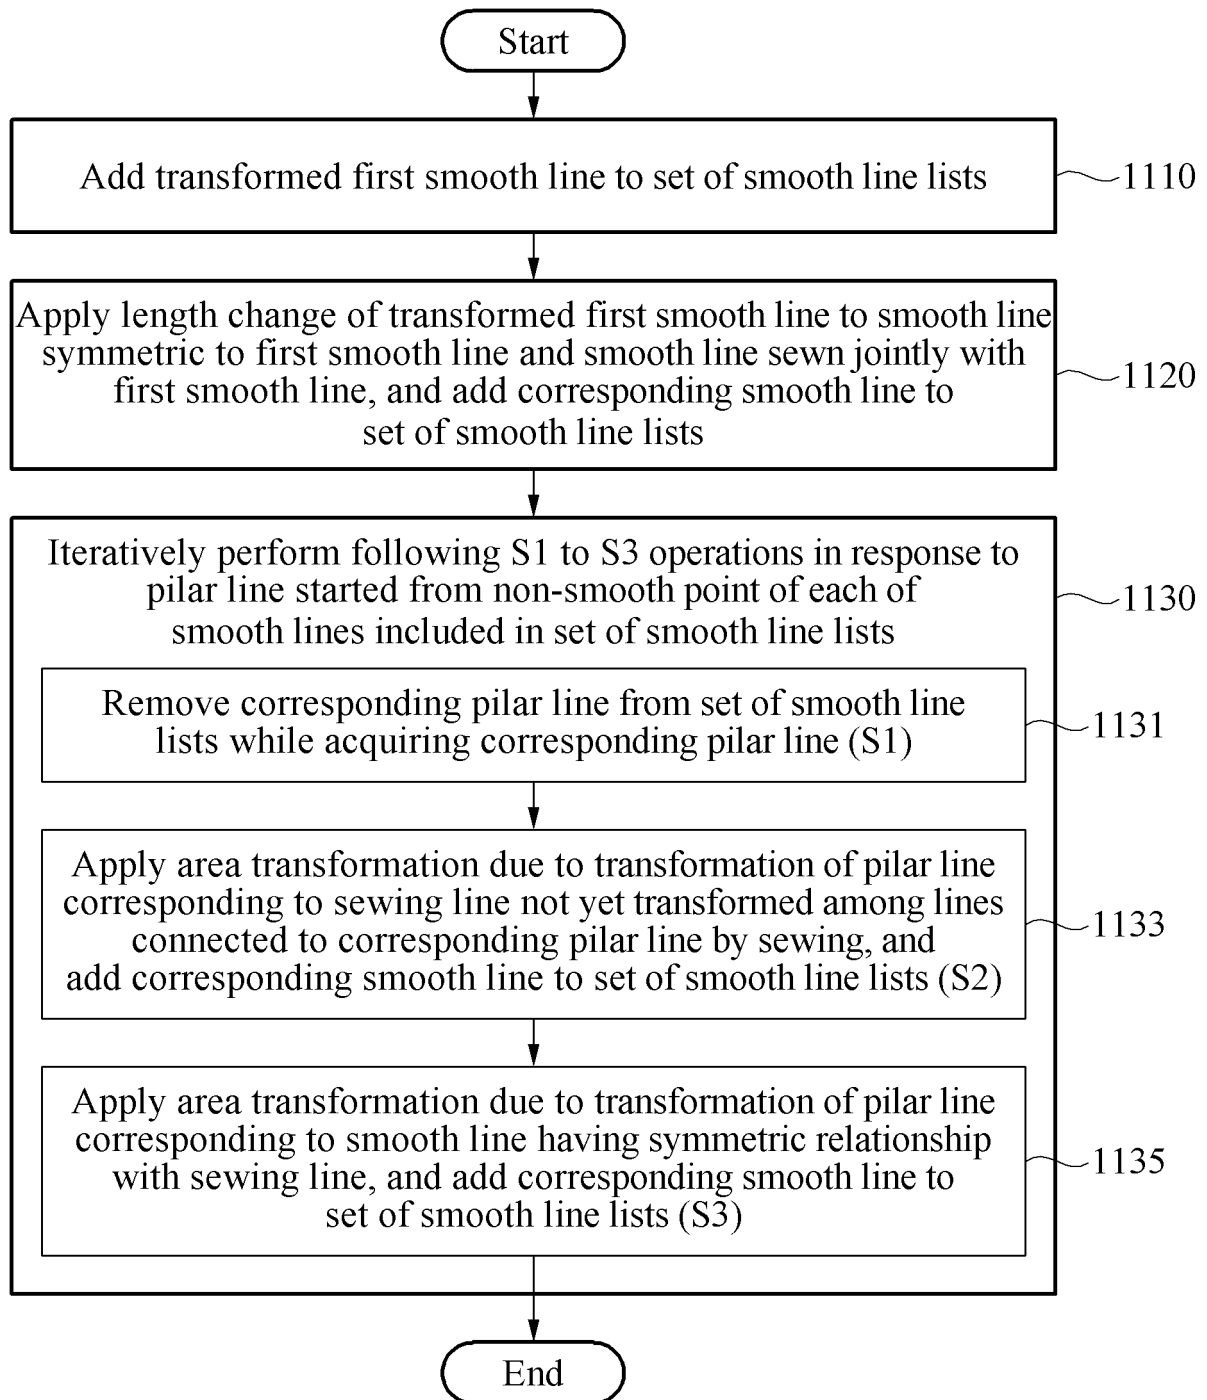 Start
Add transformed first smooth line to set of smooth line lists
1110
Apply length change of transformed first smooth line to smooth line
symmetric to first smooth line and smooth line sewn jointly with
first smooth line, and add corresponding smooth line to
set of smooth line lists
1120
Iteratively perform following S1 to S3 operations in response to
pilar line started from non-smooth point of each of
smooth lines included in set of smooth line lists
1130
Remove corresponding pilar line from set of smooth line
lists while acquiring corresponding pilar line (S1)
1131
Apply area transformation due to transformation of pilar line
corresponding to sewing line not yet transformed among lines
connected to corresponding pilar line by sewing, and
add corresponding smooth line to set of smooth line lists (S2)
1133
Apply area transformation due to transformation of pilar line
corresponding to smooth line having symmetric relationship
with sewing line, and add corresponding smooth line to
set of smooth line lists (S3)
1135
End